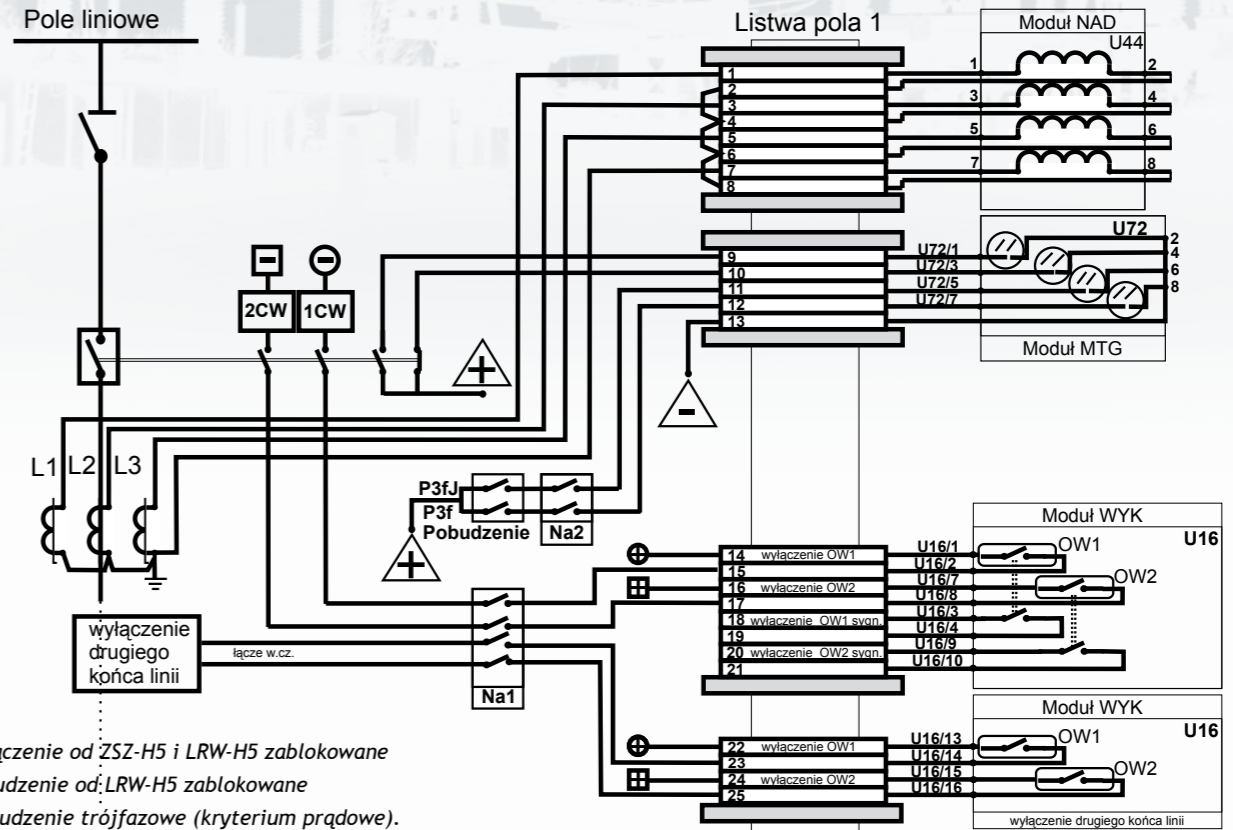 Pole liniowe
Listwa pola 1
Moduł NAD
U44
1
2
3
4
5
6
7
8
1
2
3
4
5
6
7
8
U72
2
4
6
8
U72/1
U72/3
U72/5
U72/7
9
10
11
12
13
Moduł MTG
2CW
1CW
+
-
L1
L2
L3
P3fJ
P3f
Pobudzenie
Na2
+
Moduł WYK
U16
OW1
OW2
14 wyłączenie OW1
15
16 wyłączenie OW2
17
18 wyłączenie OW1 sygn.
19
20 wyłączenie OW2 sygn.
21
U16/1
U16/2
U16/7
U16/8
U16/3
U16/4
U16/9
U16/10
wyłączenie
drugiego
końca linii
łącze w.cz.
Na1
Moduł WYK
U16
OW1
OW2
22 wyłączenie OW1
23
24 wyłączenie OW2
25
U16/13
U16/14
U16/15
U16/16
wyłączenie drugiego końca linii
od ZSZ-H5 i LRW-H5 zablokowane
od LRW-H5 zablokowane
trójfazowe (kryterium prądowe).